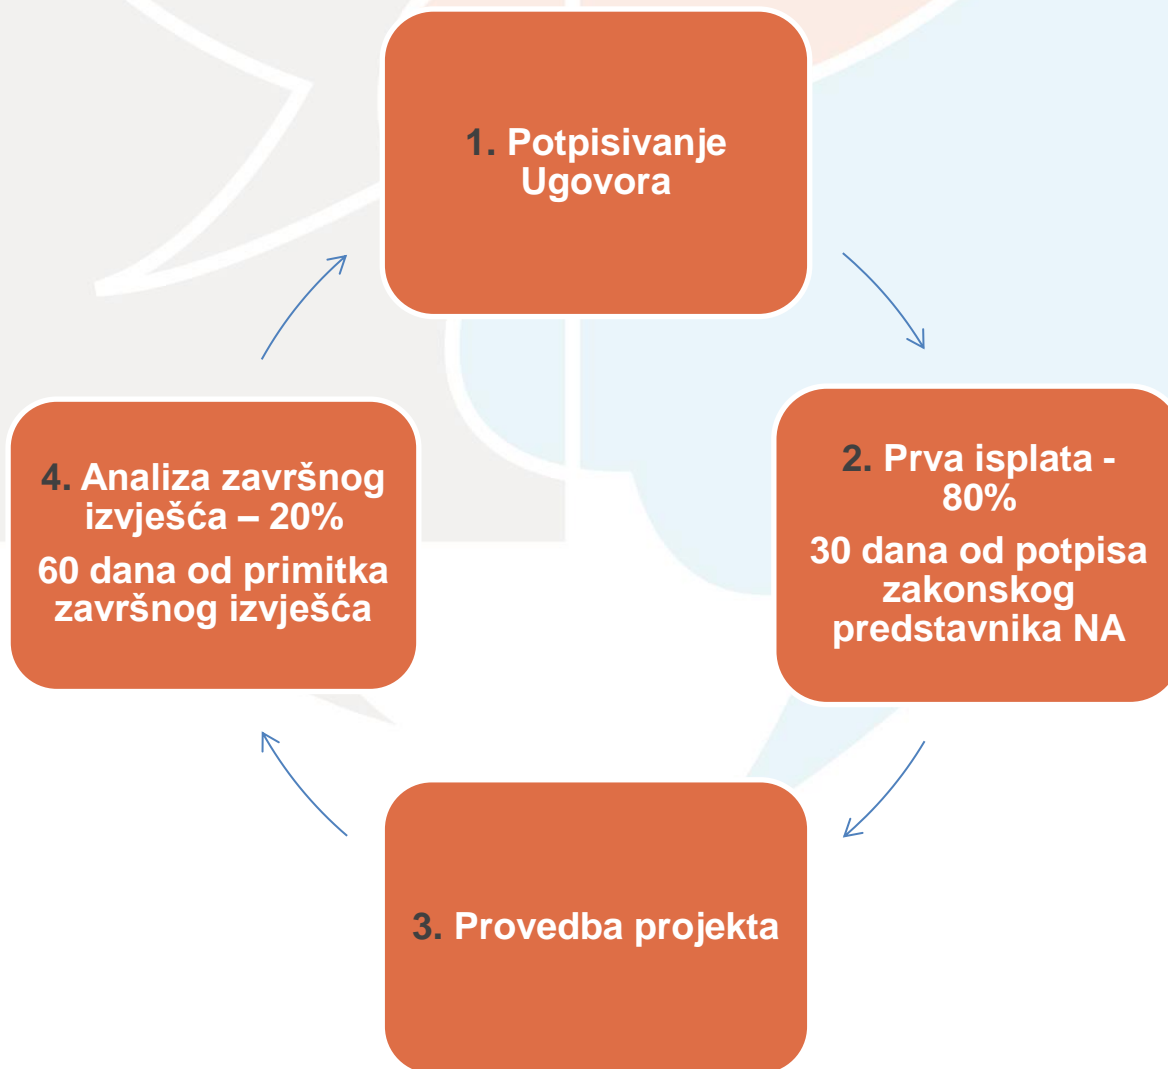 1. Potpisivanje
Ugovora
2. Prva isplata -
80%
30 dana od potpisa
zakonskog
predstavnika NA
3. Provedba projekta
4. Analiza završnog
izvješća – 20%
60 dana od primitka
završnog izvješća